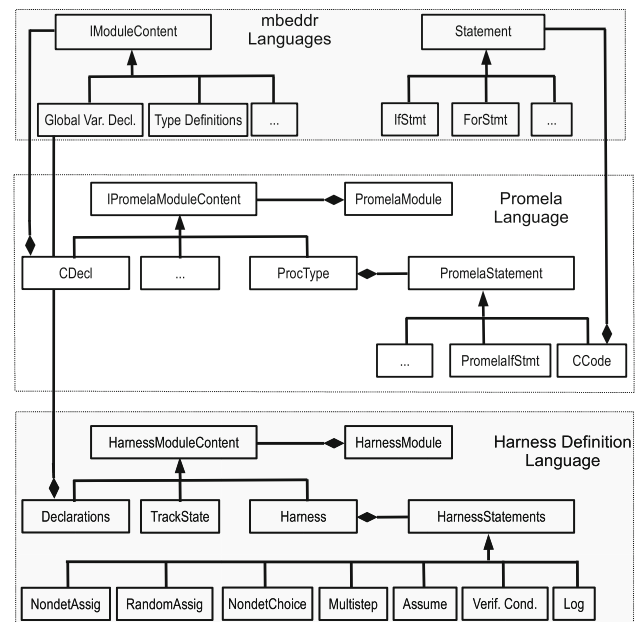 mbeddr
Languages
IModuleContent
Statement
Global Var. Decl.
Type Definitions
...
IfStmt
ForStmt
...
Promela
Language
IPromelaModuleContent
PromelaModule
CDecl
...
ProcType
PromelaStatement
...
PromelaIfStmt
CCode
Harness Definition
Language
HarnessModuleContent
HarnessModule
Declarations
TrackState
Harness
HarnessStatements
NondetAssig
RandomAssig
NondetChoice
Multistep
Assume
Verif. Cond.
Log